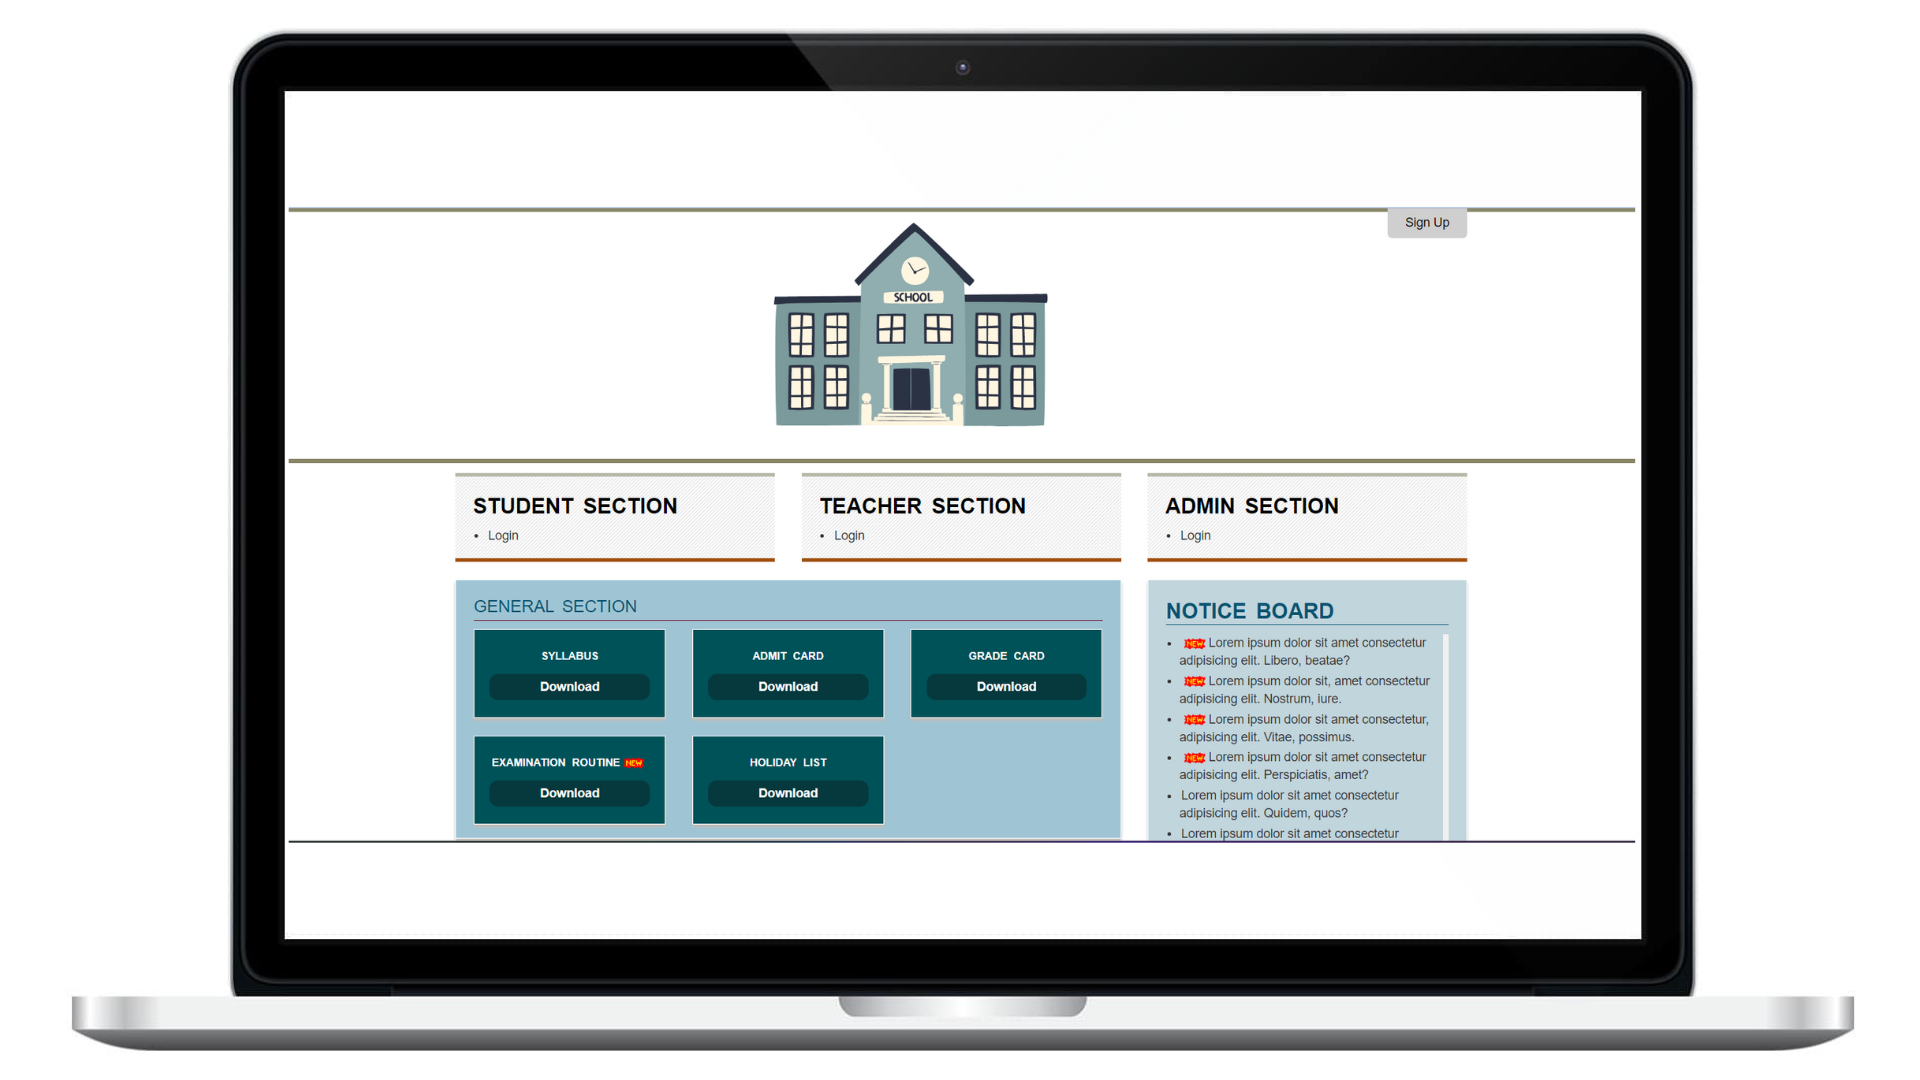 Sign Up
SCHOOL
STUDENT SECTION
• Login
TEACHER SECTION
• Login
ADMIN SECTION
• Login
GENERAL SECTION
SYLLABUS
Download
ADMIT CARD
Download
GRADE CARD
Download
EXAMINATION ROUTINE NEW
Download
HOLIDAY LIST
Download
NOTICE BOARD
• NEW Lorem ipsum dolor sit amet consectetur
adipisicing elit. Libero, beatae?
• NEW Lorem ipsum dolor sit, amet consectetur
adipisicing elit. Nostrum, iure.
• NEW Lorem ipsum dolor sit amet consectetur,
adipisicing elit. Vitae, possimus.
• NEW Lorem ipsum dolor sit amet consectetur
adipisicing elit. Perspiciatis, amet?
• Lorem ipsum dolor sit amet consectetur
adipisicing elit. Quidem, quos?
• Lorem ipsum dolor sit amet consectetur